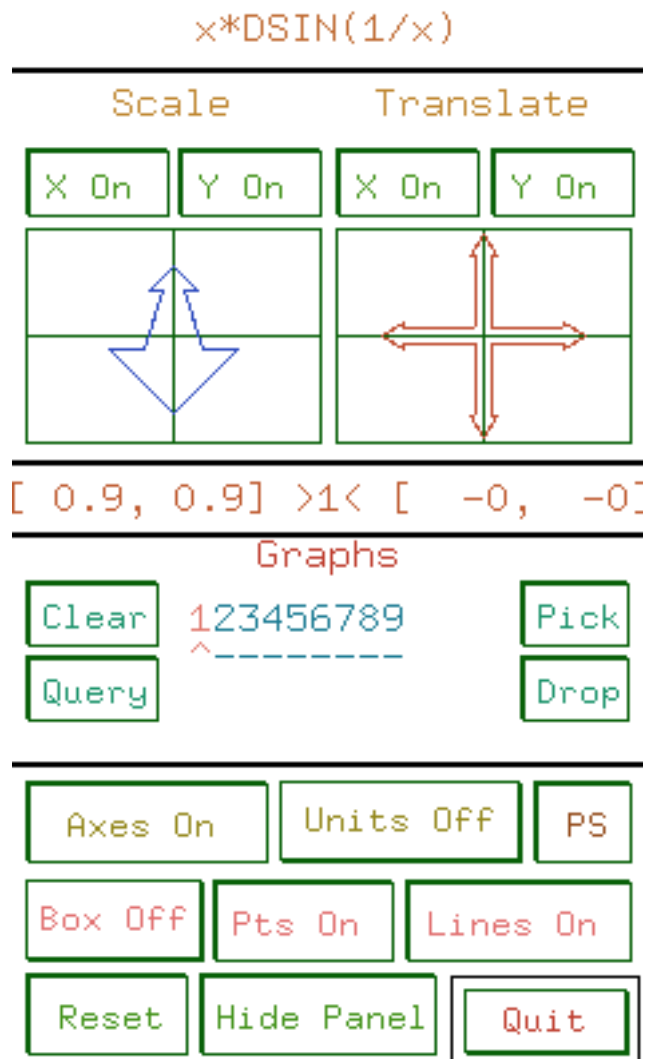 x*DSIN(1/x)
Scale Translate
X On Y On X On Y On
[ 0.9, 0.9] >1< [ -0, -0]
Graphs
Clear 123456789 Pick
^________
Query Drop
Axes On Units Off PS
Box Off Pts On Lines On
Reset Hide Panel Quit